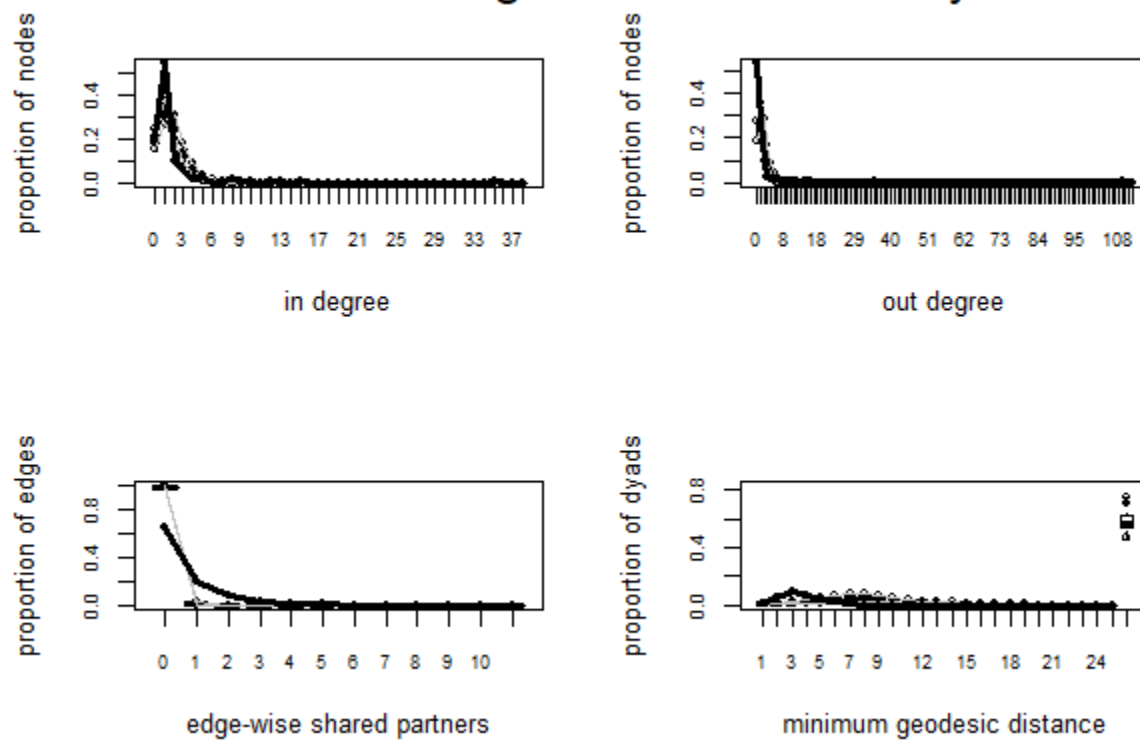 proportion of nodes
0.0 0.2 0.4
0 3 6 9 13 17 21 25 29 33 37
in degree
proportion of nodes
0.0 0.2 0.4
0 8 18 29 40 51 62 73 84 95 108
out degree
proportion of edges
0.0 0.4 0.8
0 1 2 3 4 5 6 7 8 9 10
edge-wise shared partners
proportion of dyads
0.0 0.4 0.8
1 3 5 7 9 12 15 18 21 24
minimum geodesic distance